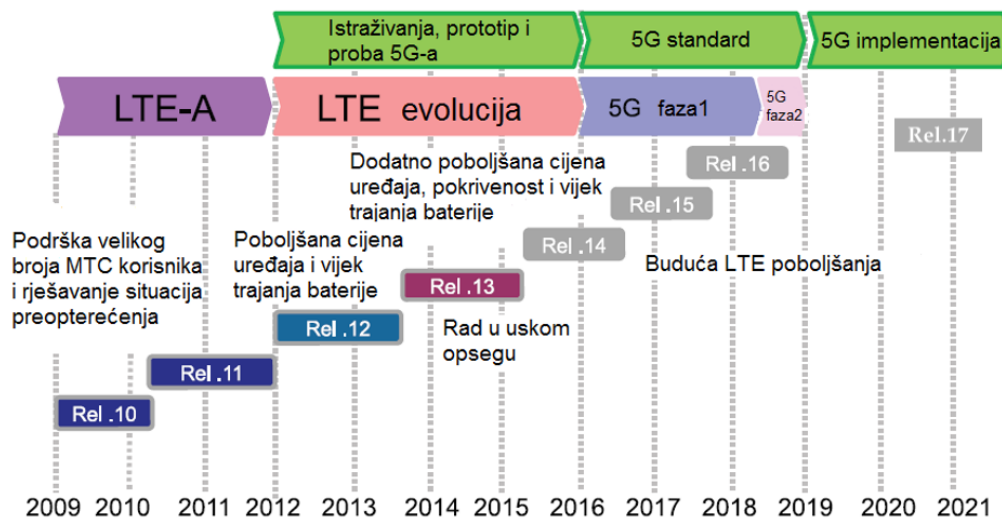 Istraživanja, prototip i
proba 5G-a
5G standard
5G implementacija
LTE-A
LTE evolucija
5G faza1
5G
faza2
Rel.17
Dodatno poboljšana cijena
uređaja, pokrivenost i vijek
trajanja baterije
Rel .16
Rel .15
Rel .14
Podrška velikog
broja MTC korisnika
i rješavanje situacija
preopterećenja
Poboljšana cijena
uređaja i vijek
trajanja baterije
Rel .13
Buduća LTE poboljšanja
Rel .12
Rad u uskom
opsegu
Rel .11
Rel .10
2009 2010 2011 2012 2013 2014 2015 2016 2017 2018 2019 2020 2021